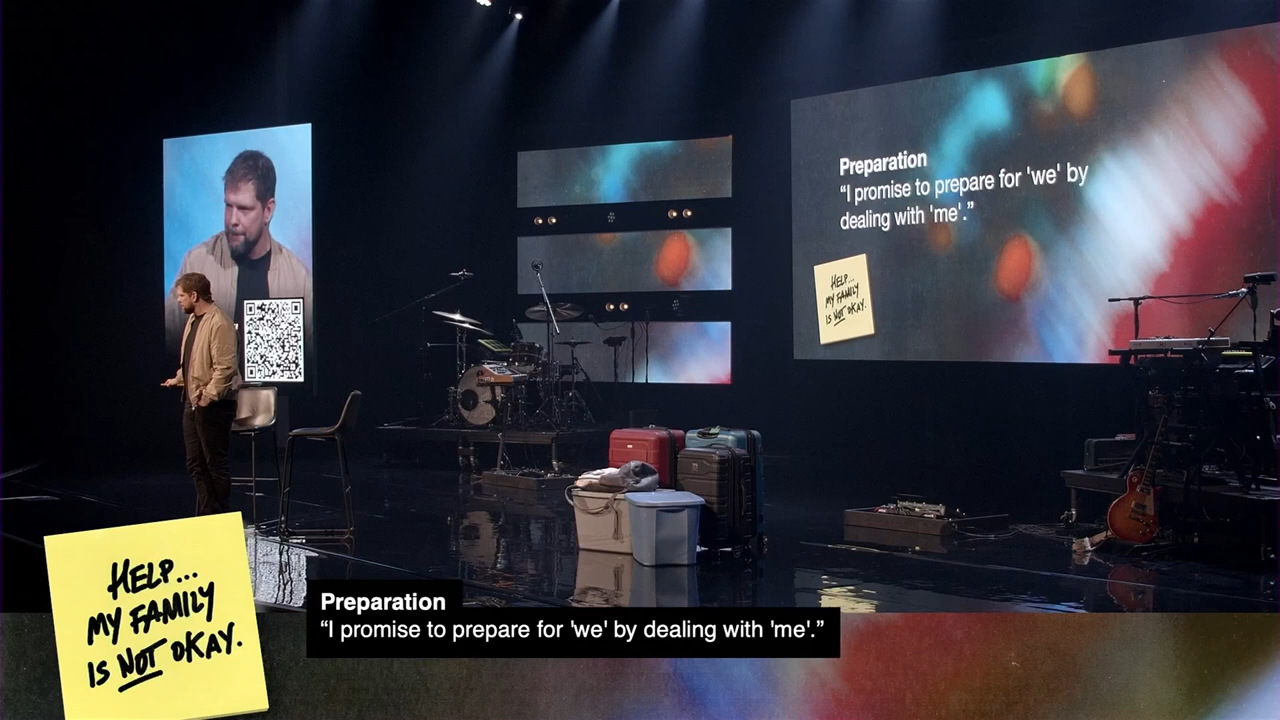 Preparation
“I promise to prepare for 'we' by
dealing with 'me'.”
HELP...
MY FAMILY
IS NOT OKAY.
HELP...
MY FAMILY
IS NOT OKAY.
Preparation
“I promise to prepare for 'we' by dealing with 'me'.”